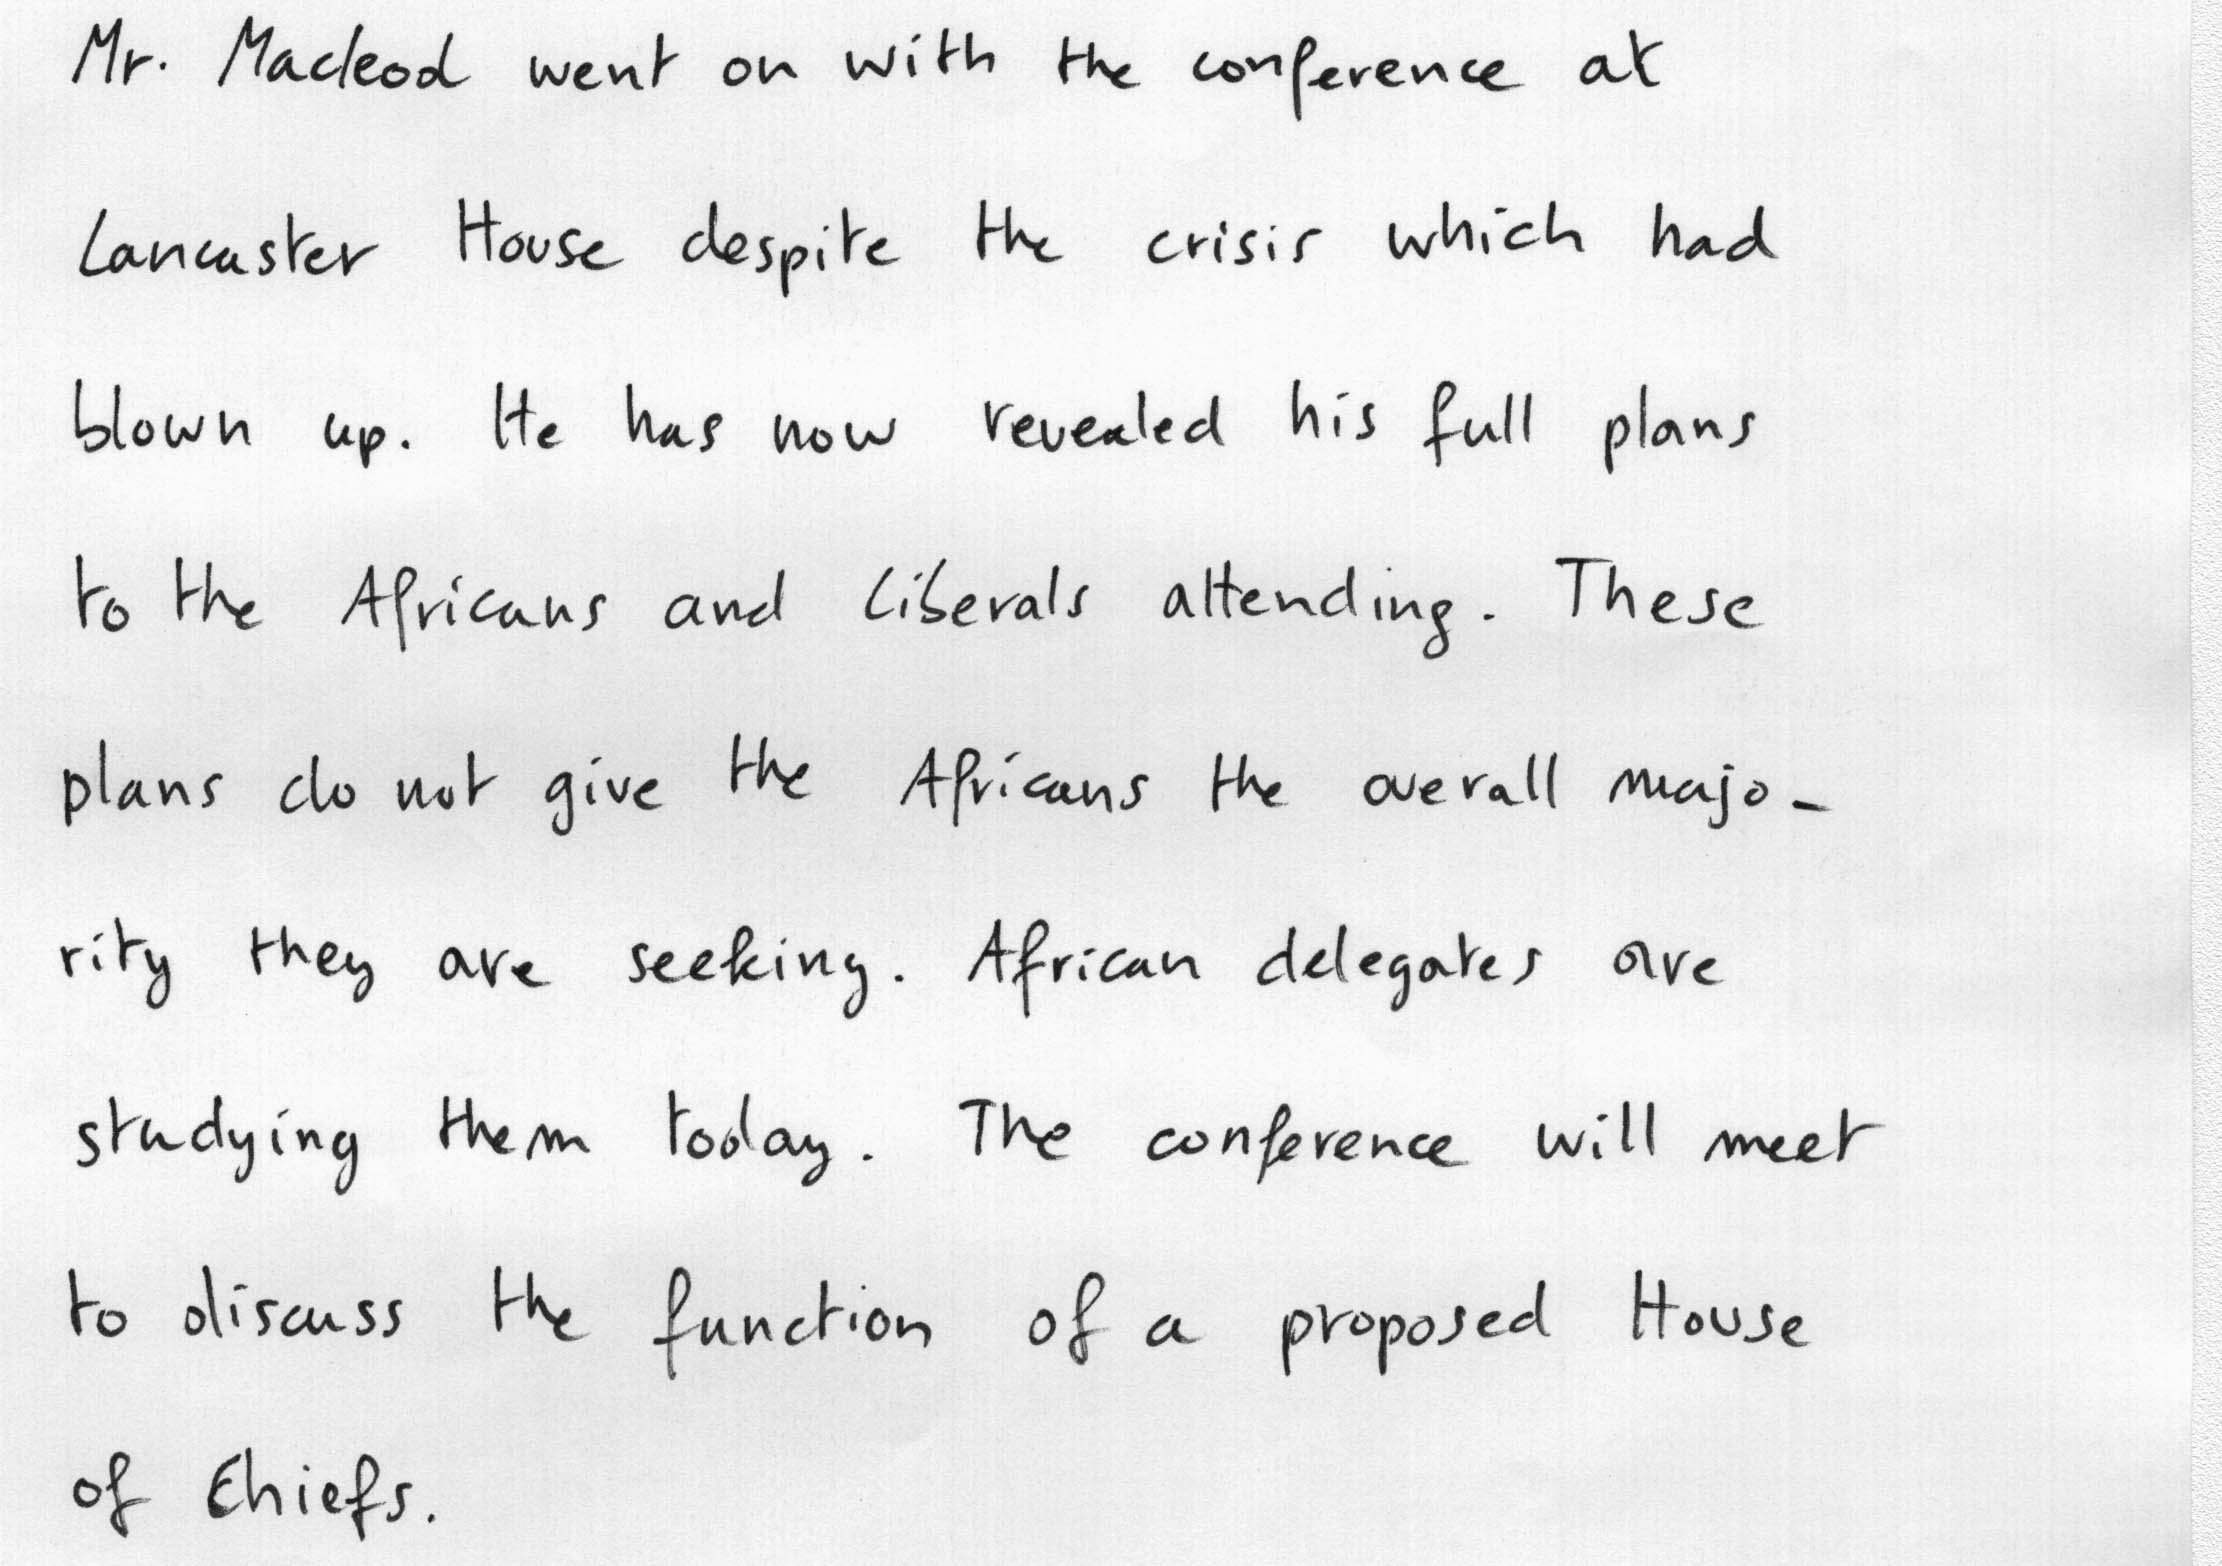 Mr. Macleod went on with the conference at
Lancaster House despite the crisis which had
blown up. He has now revealed his full plans
to the Africans and Liberals attending. These
plans do not give the Africans the overall majo-
rity they are seeking. African delegates are
studying them today. The conference will meet
to discuss the function of a proposed House
of Chiefs.